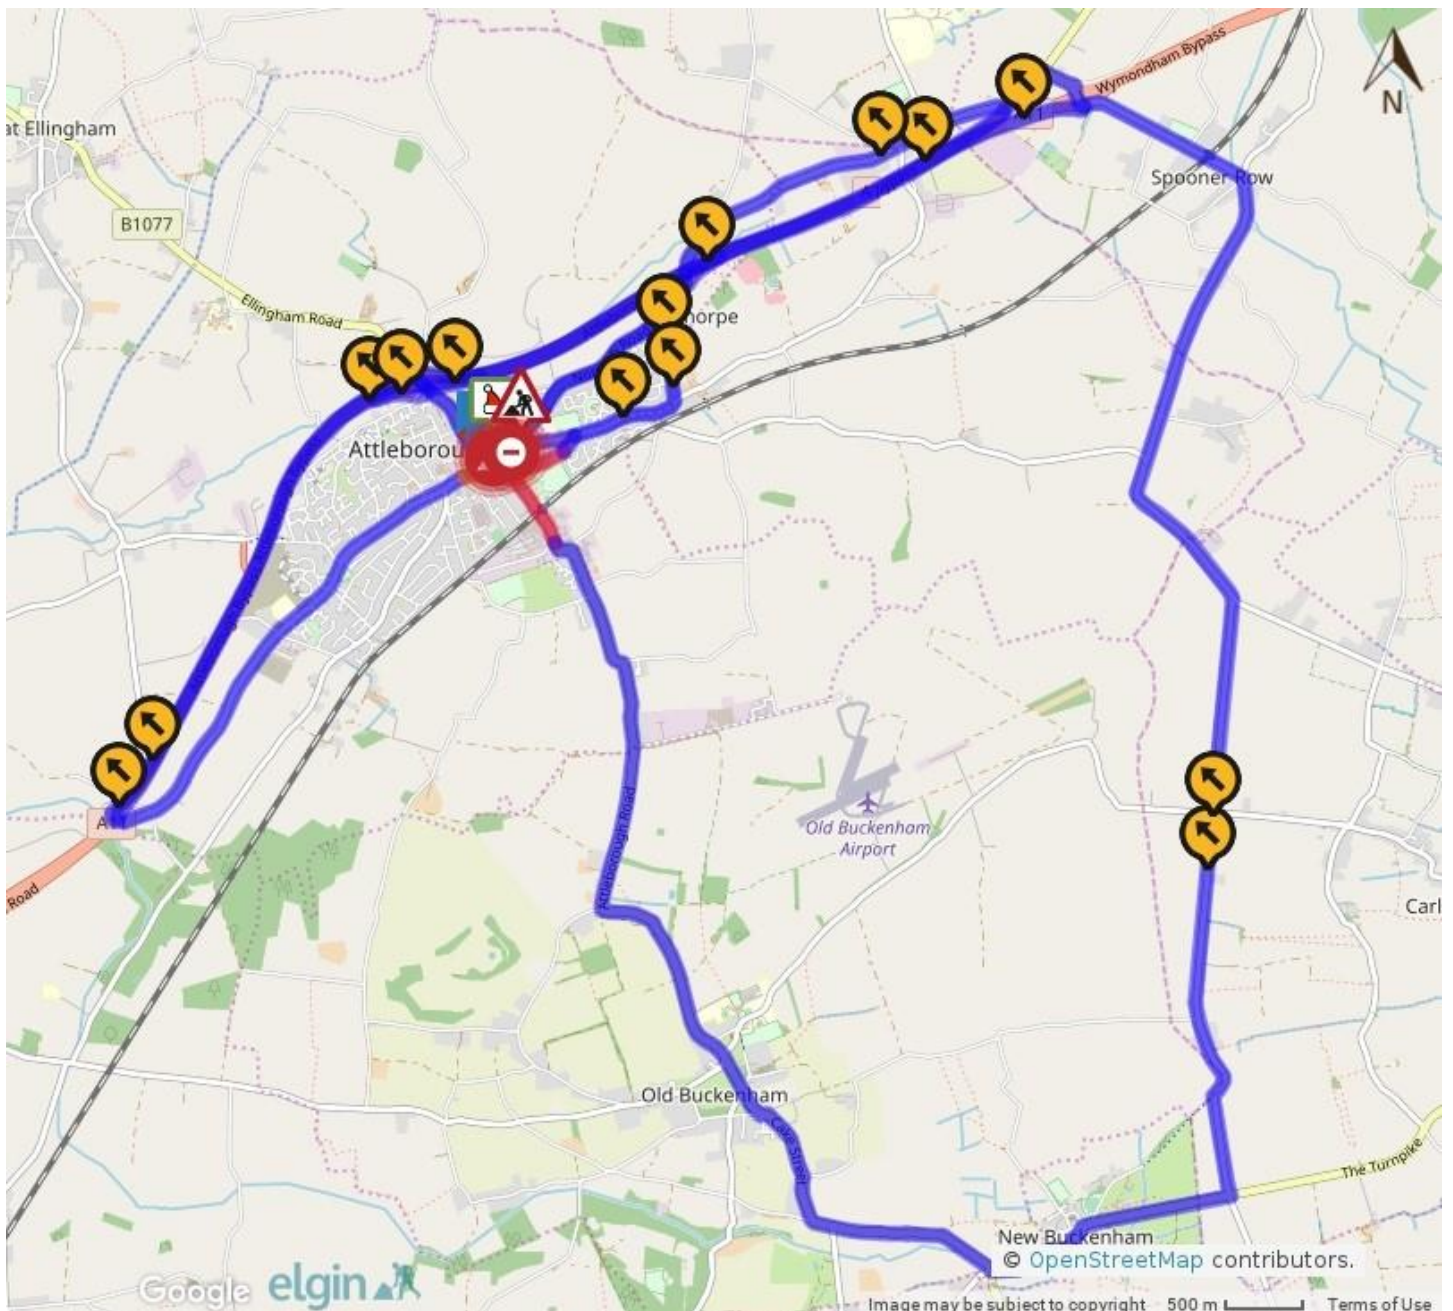 Wymondham Bypass
N
at Ellingham
Spooner Row
B1077
Ellingham Road
horpe
Attleborou
Old Buckenham
Airport
Attleborough Road
Road
Carl
Old Buckenham
Cake Street
The Turnpike
New Buckenham
© OpenStreetMap contributors.
Google elgin
Image may be subject to copyright 500 m Terms of Use